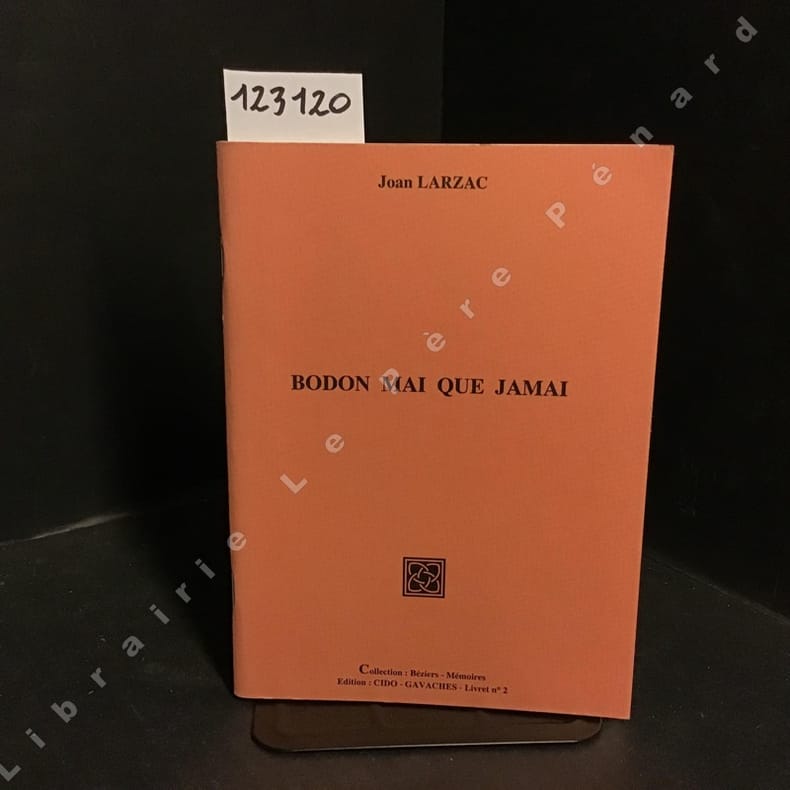 123120
Joan LARZAC
BODON MAI QUE JAMAI
Collection : Béziers - Mémoires
Edition : CIDO - GAVACHES - Livret n° 2
Librairie Le père Pénard